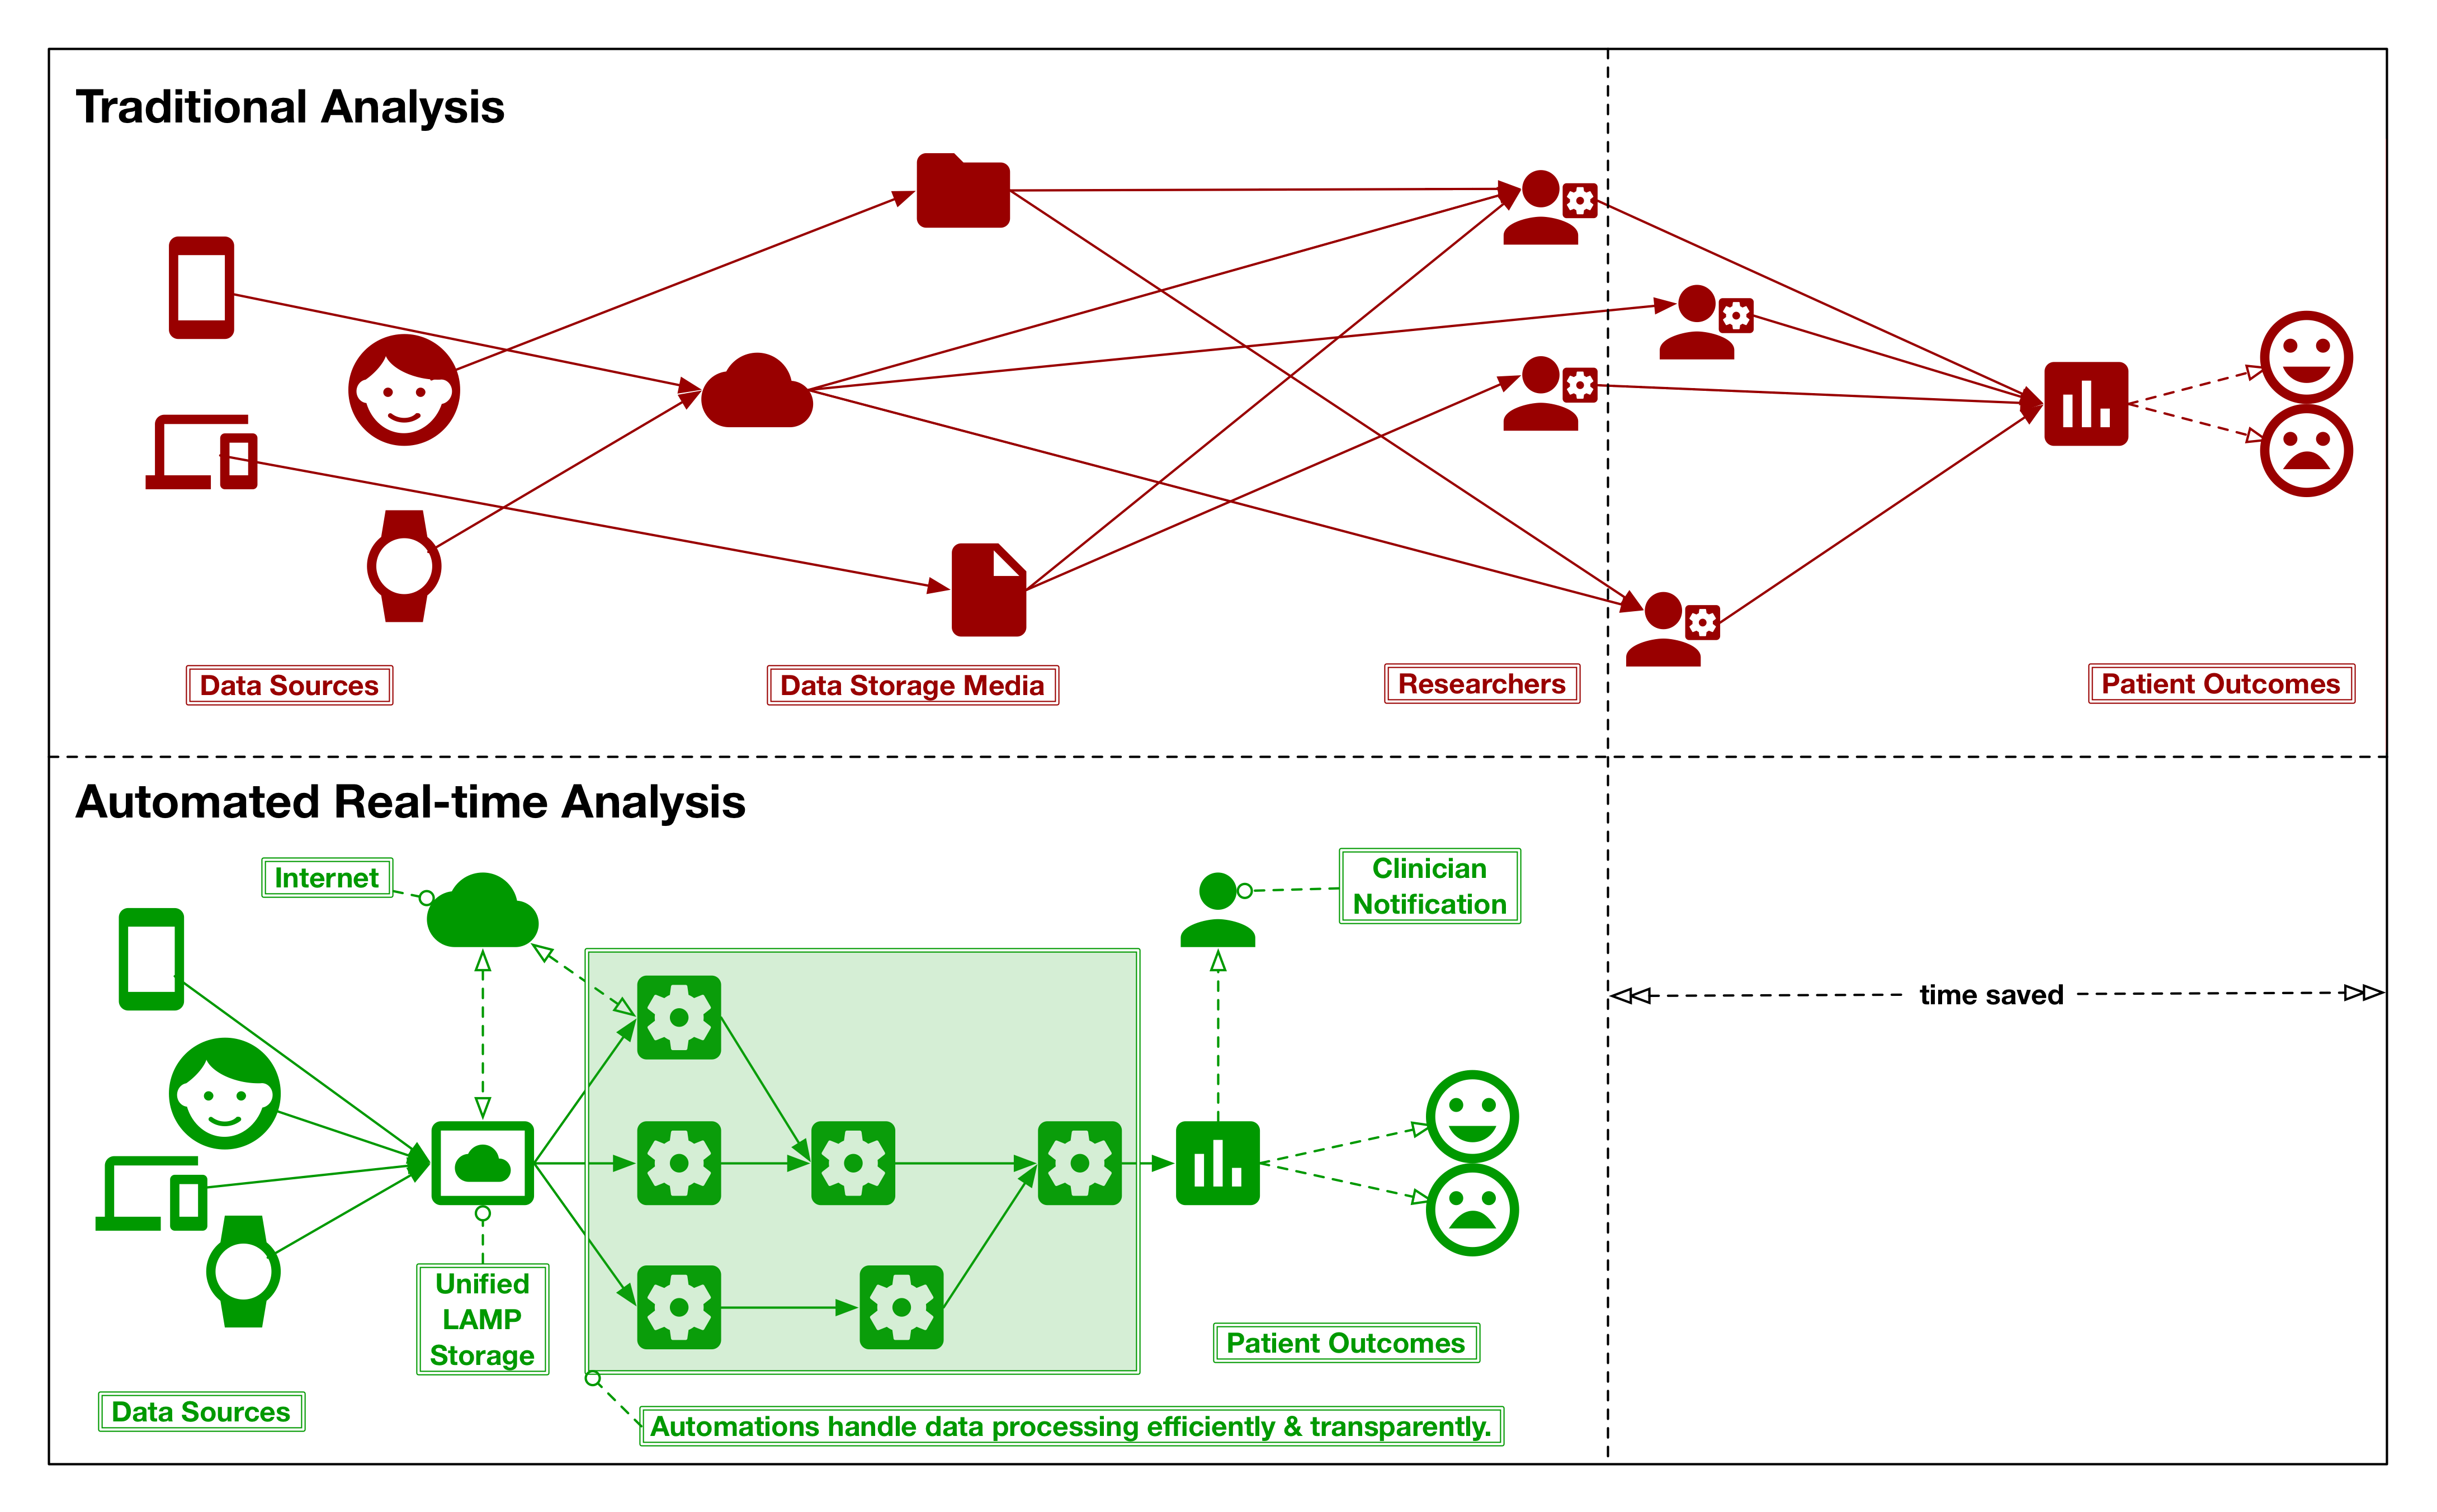 Traditional Analysis
Data Sources
Data Storage Media
Researchers
Patient Outcomes
Automated Real-time Analysis
Internet
Clinician
Notification
time saved
Unified
LAMP
Storage
Patient Outcomes
Data Sources
Automations handle data processing efficiently & transparently.